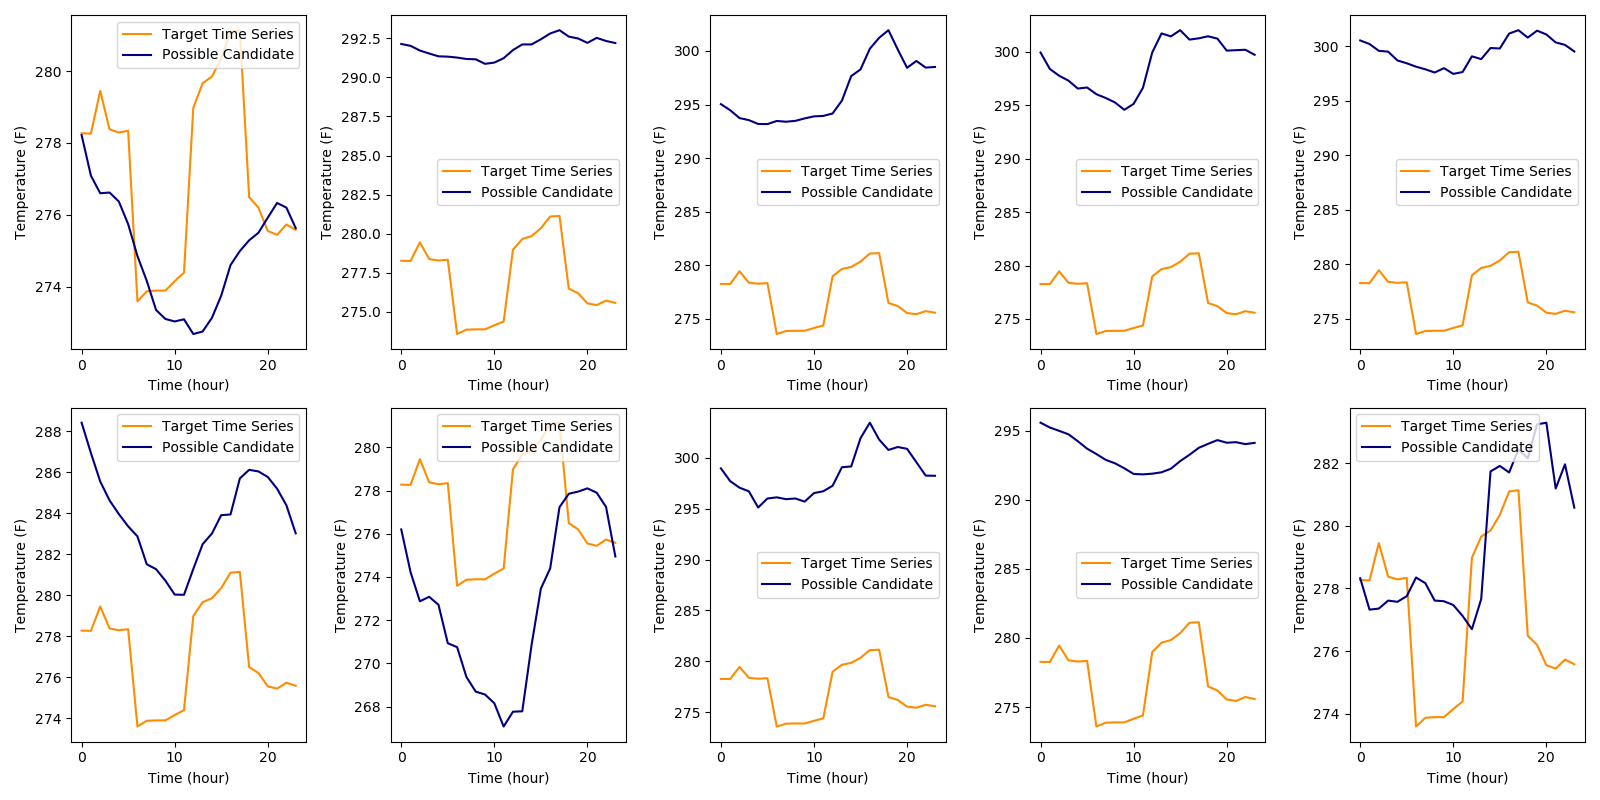 Temperature (F)
280
278
276
274
0
10
20
Time (hour)
Target Time Series
Possible Candidate
Temperature (F)
292.5
290.0
287.5
285.0
282.5
280.0
277.5
275.0
0
10
20
Time (hour)
Target Time Series
Possible Candidate
Temperature (F)
300
295
290
285
280
275
0
10
20
Time (hour)
Target Time Series
Possible Candidate
Temperature (F)
300
295
290
285
280
275
0
10
20
Time (hour)
Target Time Series
Possible Candidate
Temperature (F)
300
295
290
285
280
275
0
10
20
Time (hour)
Target Time Series
Possible Candidate
Temperature (F)
288
286
284
282
280
278
276
274
0
10
20
Time (hour)
Target Time Series
Possible Candidate
Temperature (F)
280
278
276
274
272
270
268
0
10
20
Time (hour)
Target Time Series
Possible Candidate
Temperature (F)
300
295
290
285
280
275
0
10
20
Time (hour)
Target Time Series
Possible Candidate
Temperature (F)
295
290
285
280
275
0
10
20
Time (hour)
Target Time Series
Possible Candidate
Temperature (F)
282
280
278
276
274
0
10
20
Time (hour)
Target Time Series
Possible Candidate